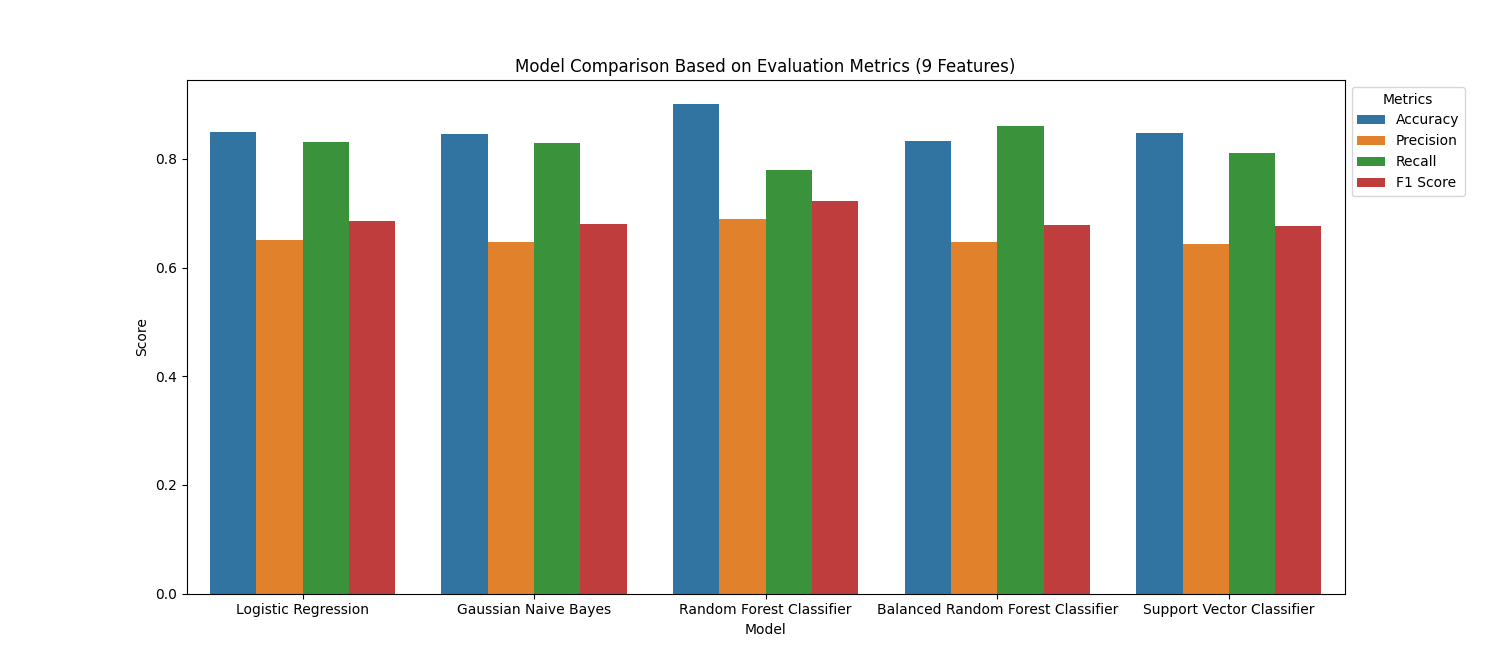 Model Comparison Based on Evaluation Metrics (9 Features)
Metrics
Accuracy
Precision
Recall
F1 Score
Score
0.8
0.6
0.4
0.2
0.0
Logistic Regression
Gaussian Naive Bayes
Random Forest Classifier
Balanced Random Forest Classifier
Support Vector Classifier
Model